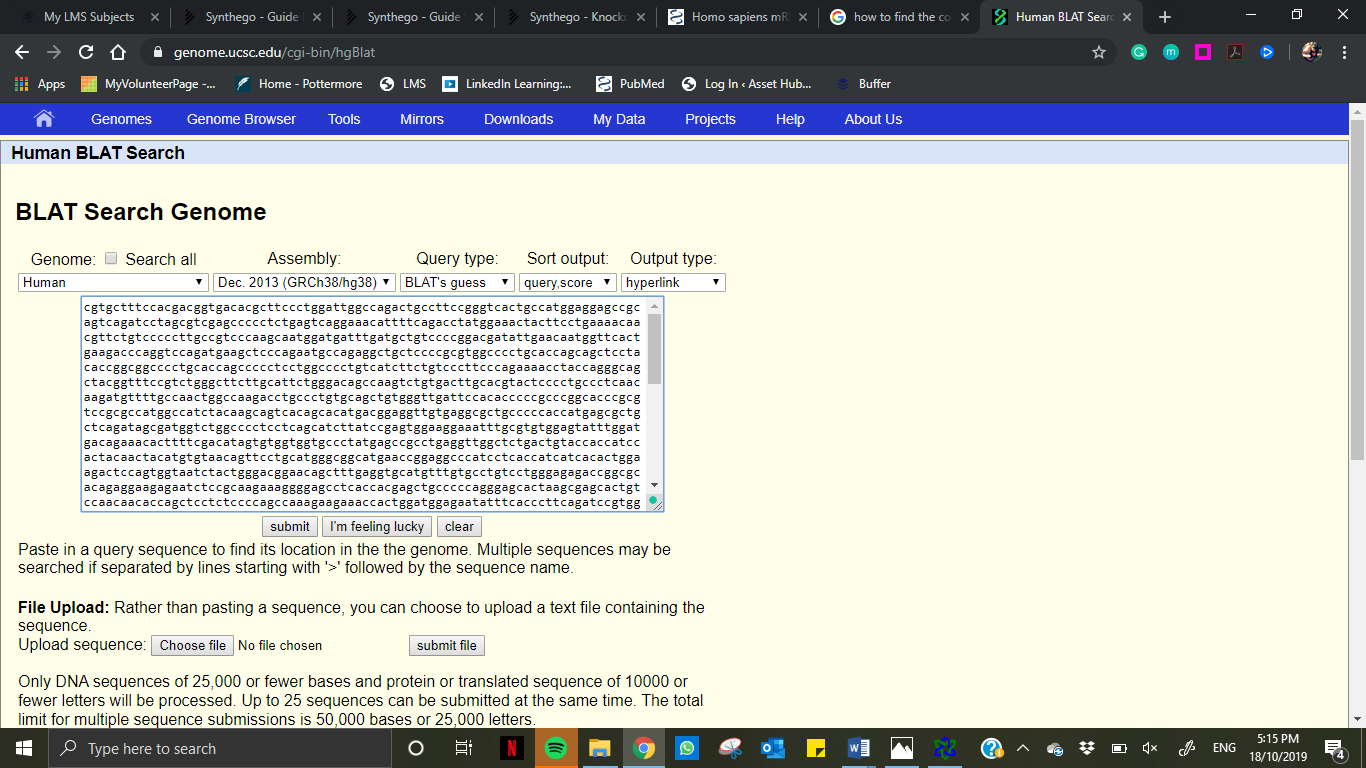 My LMS Subjects
Synthego - Guide
Synthego - Guide
Synthego - Knocko
Homo sapiens mR
how to find the co
Human BLAT Searc
genome.ucsc.edu/cgi-bin/hgBlat
Apps
MyVolunteerPage -...
Home - Pottermore
LMS
LinkedIn Learning:...
PubMed
Log In ‹ Asset Hub...
Buffer
Genomes
Genome Browser
Tools
Mirrors
Downloads
My Data
Projects
Help
About Us
Human BLAT Search
BLAT Search Genome
Genome: Search all Assembly: Query type: Sort output: Output type:
Human Dec. 2013 (GRCh38/hg38) BLAT's guess query,score hyperlink
cgtgctttccacgacggtgacacgcttccctggattggccagactgccttccgggtcactgccatggaggagccgc
agtcagatcctagcgtcgagccccctctgagtcaggaaacattttcagacctatggaaactacttcctgaaaacaa
cgttctgtcccccttgccgtcccaagcaatggatgatttgatgctgtccccggacgatattgaacaatggttcact
gaagacccaggtccagatgaagctcccagaatgccagaggctgctccccgcgtggcccctgcaccagcagctccta
caccggcggcccctgcaccagccccctcctggcccctgtcatcttctgtcccttcccagaaaacctaccagggcag
ctacggtttccgtctgggcttcttgcattctgggacagccaagtctgtgacttgcacgtactcccctgccctcaac
aagatgttttgccaactggccaagacctgccctgtgcagctgtgggttgattccacacccccgcccggcacccgcg
tccgcgccatggccatctacaagcagtcacagcacatgacggaggttgtgaggcgctgcccccaccatgagcgctg
ctcagatagcgatggtctggcccctcctcagcatcttatccgagtggaaggaaatttgcgtgtggagtatttggat
gacagaaacacttttcgacatagtgtggtggtgccctatgagccgcctgaggttggctctgactgtaccaccatcc
actacaactacatgtgtaacagttcctgcatgggcggcatgaaccggaggcccatcctcaccatcatcacactgga
agactccagtggtaatctactgggacggaacagctttgaggtgcatgtttgtgcctgtcctgggagagaccggcgc
acagaggaagagaatctccgcaagaaaggggagcctcaccacgagctgcccccagggagcactaagcgagcactgt
ccaacaacaccagctcctctccccagccaaagaagaaaccactggatggagaatatttcacccttcagatccgtgg
submit
I'm feeling lucky
clear
Paste in a query sequence to find its location in the the genome. Multiple sequences may be
searched if separated by lines starting with '>' followed by the sequence name.
File Upload: Rather than pasting a sequence, you can choose to upload a text file containing the
sequence.
Upload sequence: Choose file No file chosen submit file
Only DNA sequences of 25,000 or fewer bases and protein or translated sequence of 10000 or
fewer letters will be processed. Up to 25 sequences can be submitted at the same time. The total
limit for multiple sequence submissions is 50,000 bases or 25,000 letters.
Type here to search
ENG
5:15 PM
18/10/2019
4